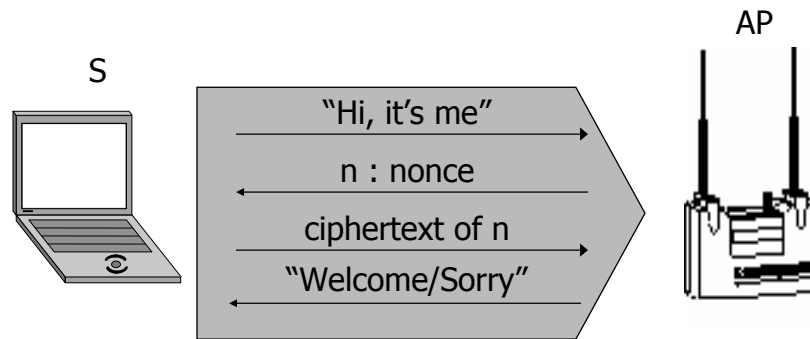 S
AP
“Hi, it’s me”
n : nonce
ciphertext of n
“Welcome/Sorry”